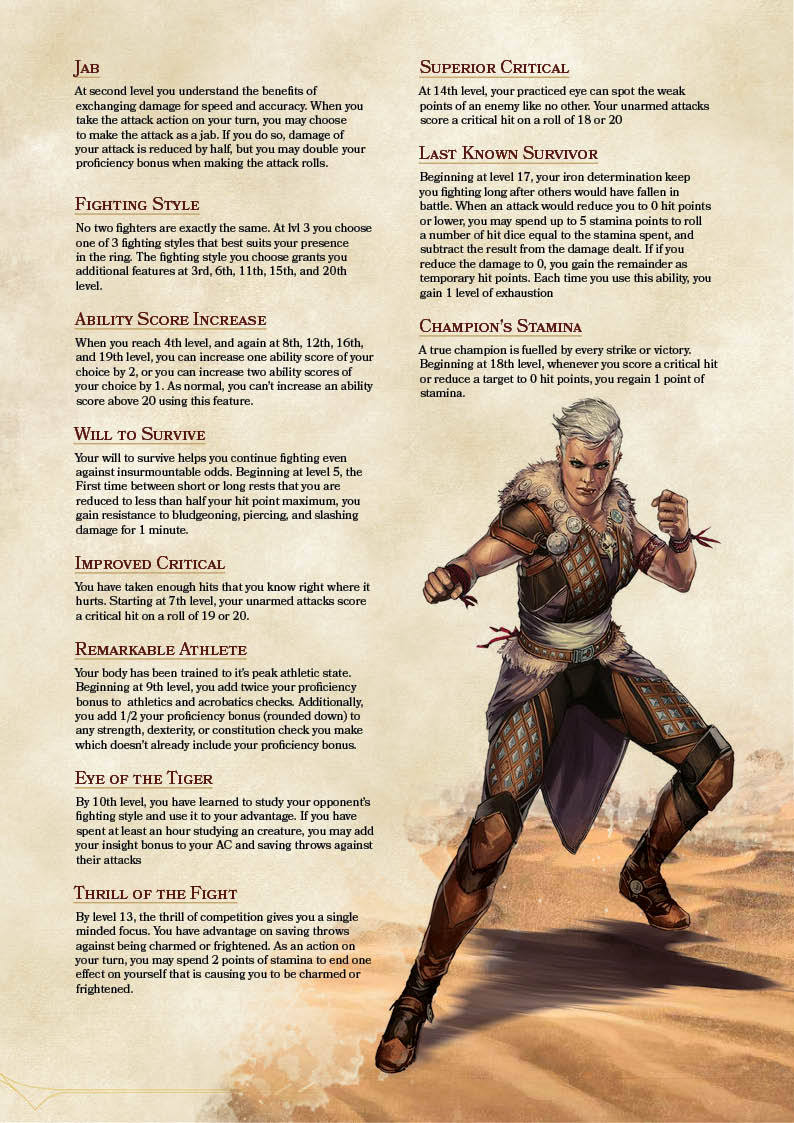 Jab
At second level you understand the benefits of
exchanging damage for speed and accuracy. When you
take the attack action on your turn, you may choose
to make the attack as a jab. If you do so, damage of
your attack is reduced by half, but you may double your
proficiency bonus when making the attack rolls.
Fighting Style
No two fighters are exactly the same. At lvl 3 you choose
one of 3 fighting styles that best suits your presence
in the ring. The fighting style you choose grants you
additional features at 3rd, 6th, 11th, 15th, and 20th
level.
Ability Score Increase
When you reach 4th level, and again at 8th, 12th, 16th,
and 19th level, you can increase one ability score of your
choice by 2, or you can increase two ability scores of
your choice by 1. As normal, you can't increase an ability
score above 20 using this feature.
Will to Survive
Your will to survive helps you continue fighting even
against insurmountable odds. Beginning at level 5, the
First time between short or long rests that you are
reduced to less than half your hit point maximum, you
gain resistance to bludgeoning, piercing, and slashing
damage for 1 minute.
Improved Critical
You have taken enough hits that you know right where it
hurts. Starting at 7th level, your unarmed attacks score
a critical hit on a roll of 19 or 20.
Remarkable Athlete
Your body has been trained to it's peak athletic state.
Beginning at 9th level, you add twice your proficiency
bonus to athletics and acrobatics checks. Additionally,
you add 1/2 your proficiency bonus (rounded down) to
any strength, dexterity, or constitution check you make
which doesn't already include your proficiency bonus.
Eye of the Tiger
By 10th level, you have learned to study your opponent's
fighting style and use it to your advantage. If you have
spent at least an hour studying an creature, you may add
your insight bonus to your AC and saving throws against
their attacks
Thrill of the Fight
By level 13, the thrill of competition gives you a single
minded focus. You have advantage on saving throws
against being charmed or frightened. As an action on
your turn, you may spend 2 points of stamina to end one
effect on yourself that is causing you to be charmed or
frightened.
Superior Critical
At 14th level, your practiced eye can spot the weak
points of an enemy like no other. Your unarmed attacks
score a critical hit on a roll of 18 or 20
Last Known Survivor
Beginning at level 17, your iron determination keep
you fighting long after others would have fallen in
battle. When an attack would reduce you to 0 hit points
or lower, you may spend up to 5 stamina points to roll
a number of hit dice equal to the stamina spent, and
subtract the result from the damage dealt. If if you
reduce the damage to 0, you gain the remainder as
temporary hit points. Each time you use this ability, you
gain 1 level of exhaustion
Champion's Stamina
A true champion is fuelled by every strike or victory.
Beginning at 18th level, whenever you score a critical hit
or reduce a target to 0 hit points, you regain 1 point of
stamina.